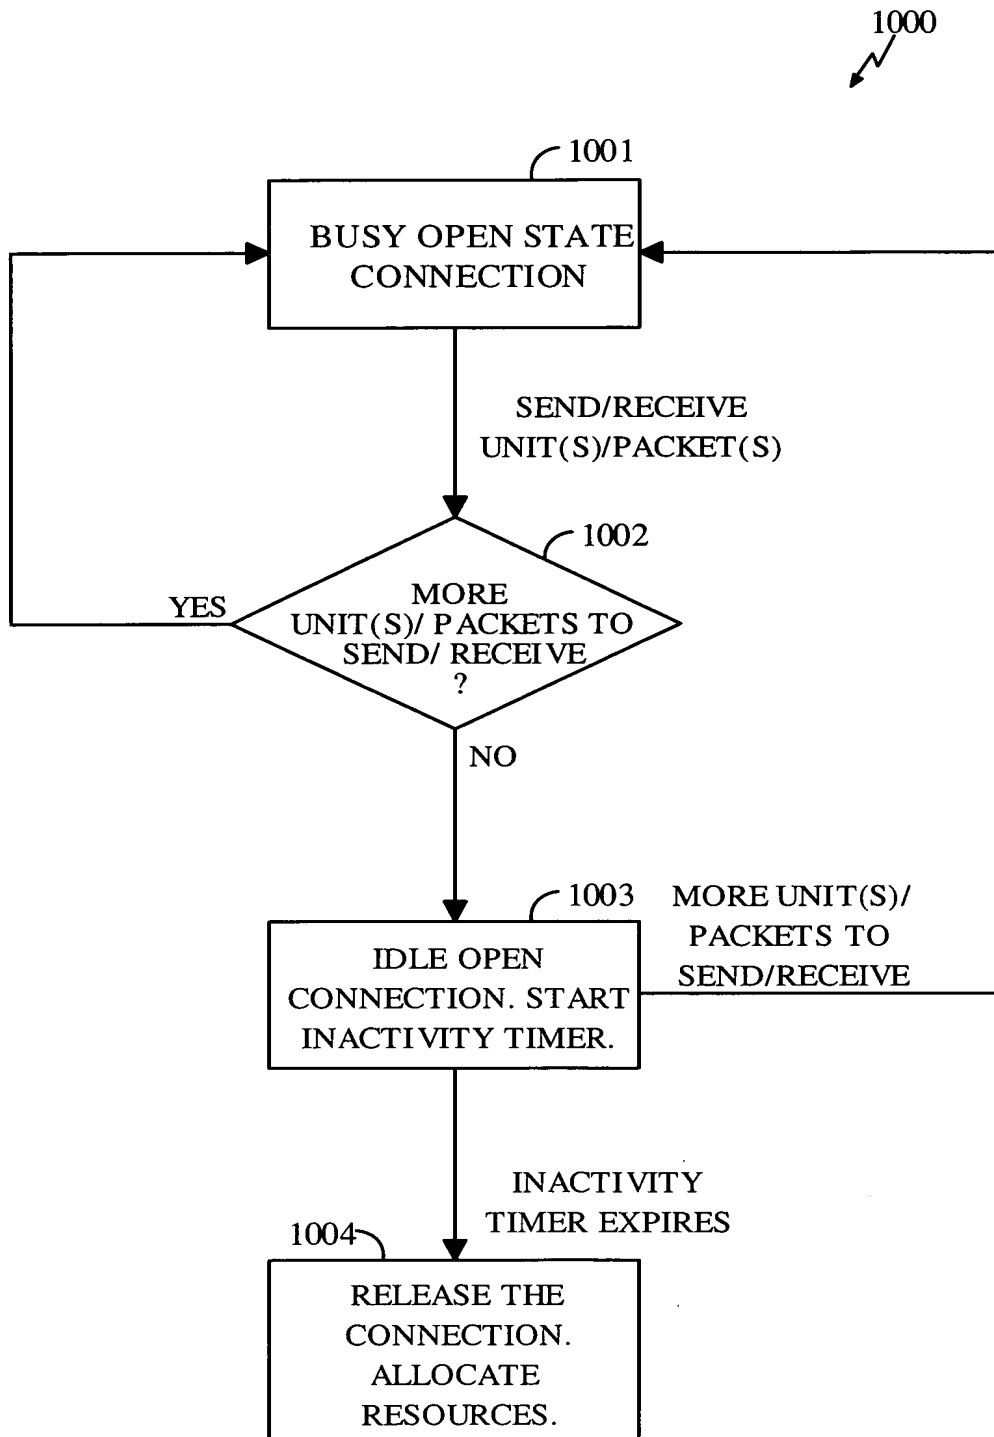 1000
1001
BUSY OPEN STATE
CONNECTION
SEND/RECEIVE
UNIT(S)/PACKET(S)
1002
YES
MORE
UNIT(S)/ PACKETS TO
SEND/ RECEIVE
?
NO
1003
IDLE OPEN
CONNECTION. START
INACTIVITY TIMER.
MORE UNIT(S)/
PACKETS TO
SEND/RECEIVE
INACTIVITY
TIMER EXPIRES
1004
RELEASE THE
CONNECTION.
ALLOCATE
RESOURCES.